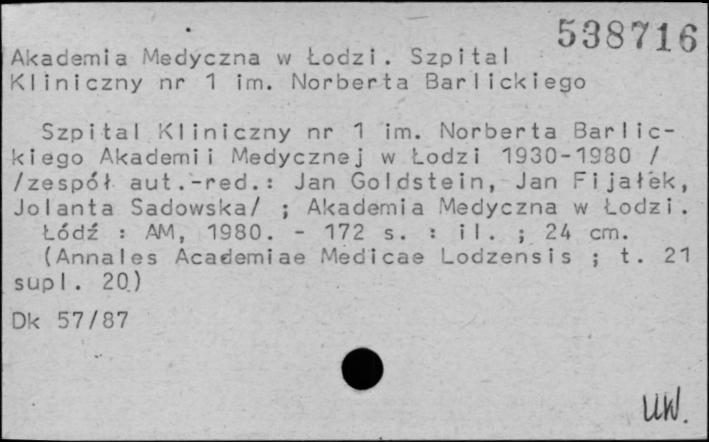 538716
Akademia Medyczna w Łodzi. Szpital
Kliniczny nr 1 im. Norberta Barlickiego
Szpital Kliniczny nr 1 im. Norberta Barlic-
kiego Akademii Medycznej w Łodzi 1930-1980 /
/zespół aut.-red.: Jan Goldstein, Jan Fijałek,
Jolanta Sadowska/ ; Akademia Medyczna w Łodzi.
Łódź : AM, 1980. - 172 s. : il. ; 24 cm.
(Annales Academiae Medicae Lodzensis ; t. 21
supl. 20)
Dk 57/87
UW.